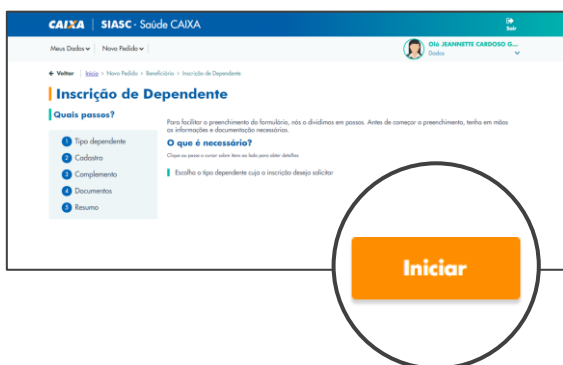 CAIXA | SIASC - Saúde CAIXA
Sair
Meus Dados Novo Pedido
Olá JEANNETTE CARDOSO G...
Dados
Voltar Início > Novo Pedido > Beneficiário > Inscrição de Dependente
Inscrição de Dependente
Quais passos?
1 Tipo dependente
2 Cadastro
3 Complemento
4 Documentos
5 Resumo
Para facilitar o preenchimento do formulário, nós o dividimos em passos. Antes de começar o preenchimento, tenha em mãos
as informações e documentação necessárias.
O que é necessário?
Clique ou passe o cursor sobre item ao lado para obter detalhes
Escolha o tipo dependente cuja a inscrição deseja solicitar
Iniciar